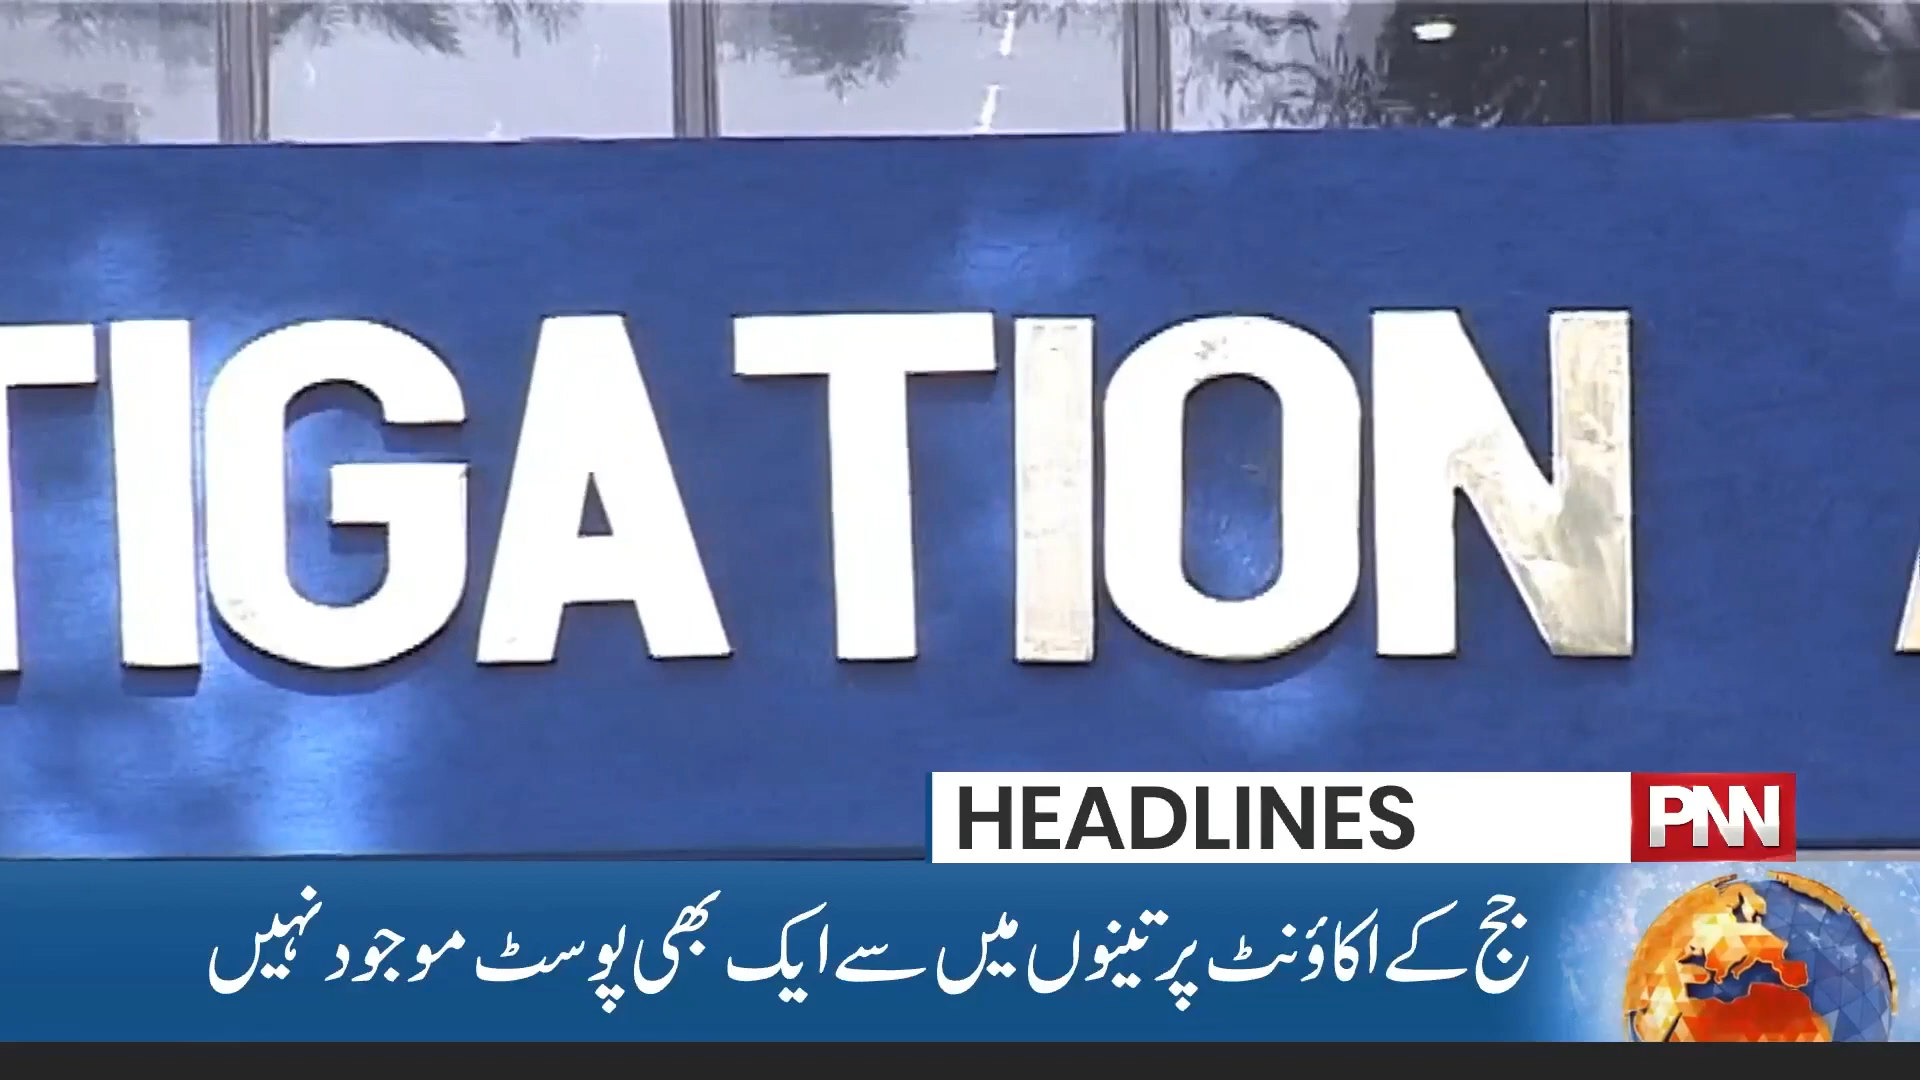 TIGATION
HEADLINES
PNN
جج کے اکاؤنٹ پر تینوں میں سے ایک بھی پوسٹ موجود نہیں